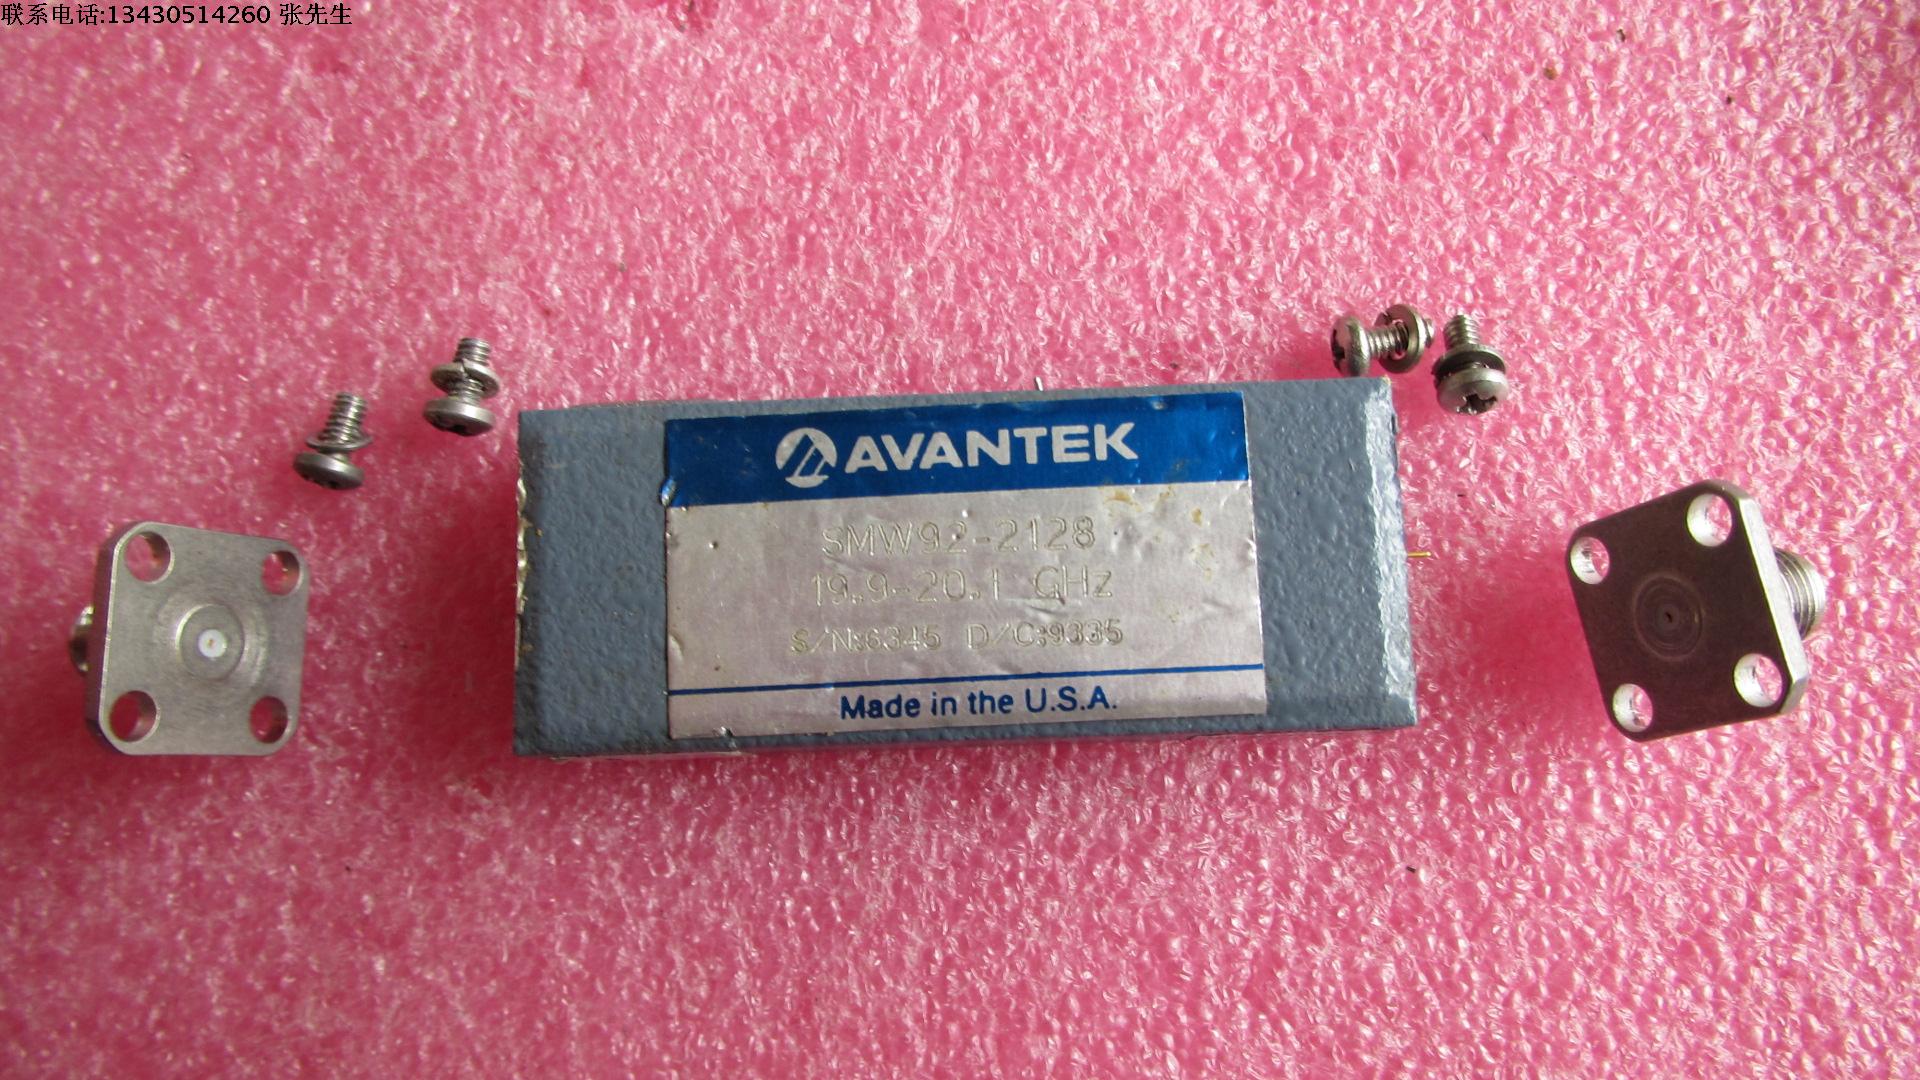 联系电话:13430514260 张先生
AVANTEK
SMW92-2128
19.9-20.1 GHz
S/N:6345 D/C:9335
Made in the U.S.A.